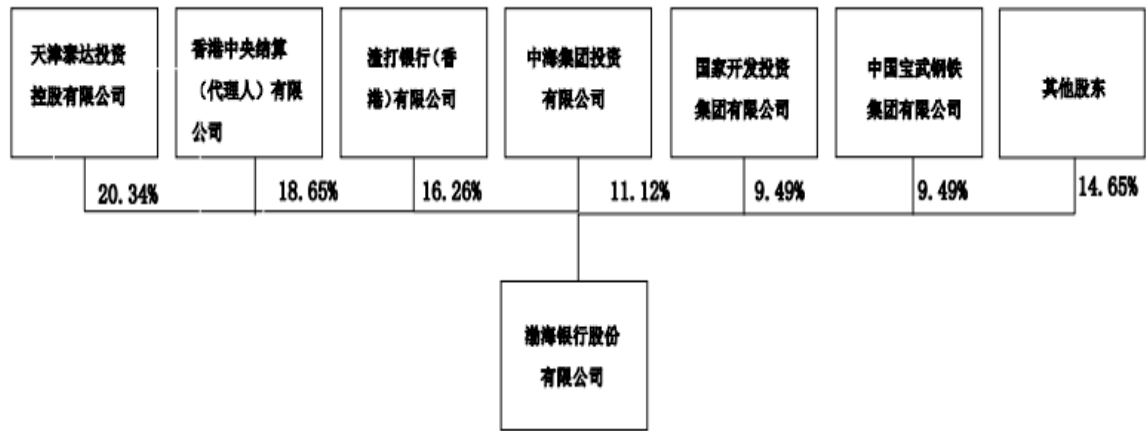 天津泰达投资
控股有限公司
香港中央结算
（代理人）有限
公司
渣打银行(香
港)有限公司
中海集团投资
有限公司
国家开发投资
集团有限公司
中国宝武钢铁
集团有限公司
其他股东
20.34%
18.65%
16.26%
11.12%
9.49%
9.49%
14.65%
渤海银行股份
有限公司